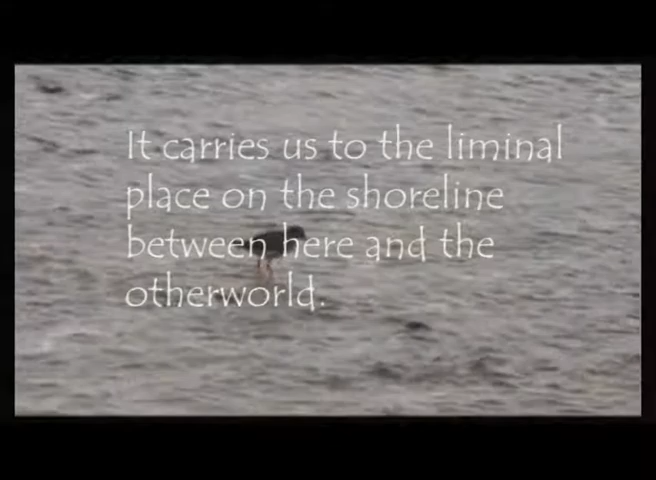 It carries us to the liminal
place on the shoreline
between here and the
otherworld.